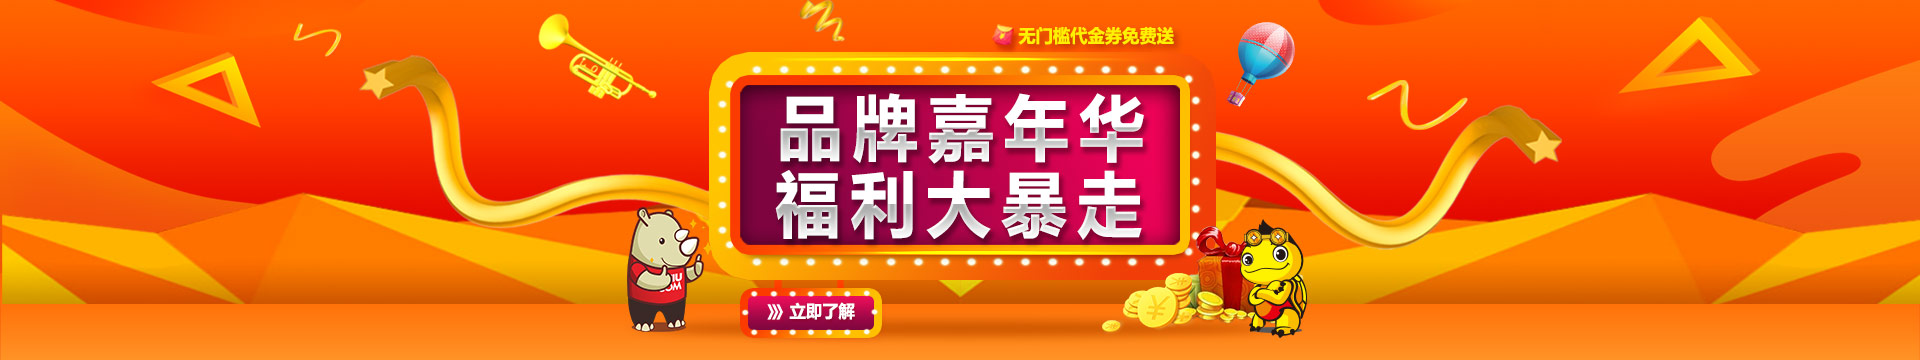 无门槛代金券免费送
品牌嘉年华
福利大暴走
立即了解